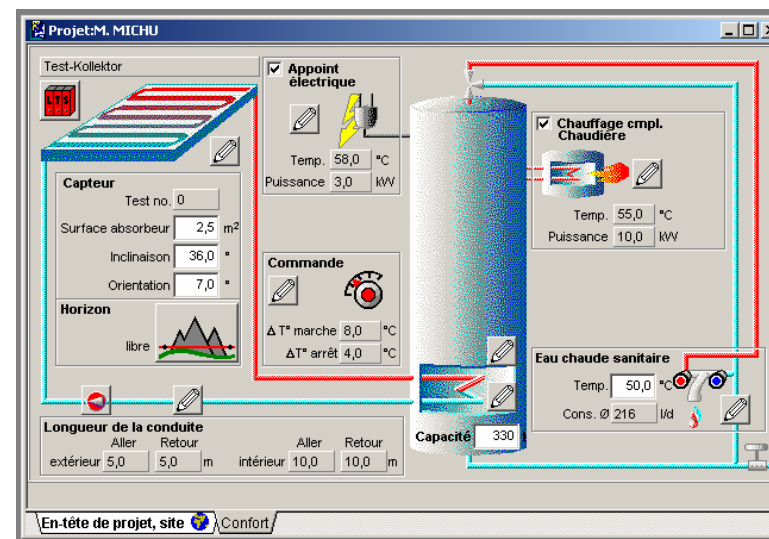 Projet:M. MICHU
Test-Kollektor
LTS
Appoint
électrique
Temp. 58,0 °C
Puissance 3,0 kW
Chauffage cmpl.
Chaudière
Temp. 55,0 °C
Puissance 10,0 kW
Capteur
Test no. 0
Surface absorbeur 2,5 m2
Inclinaison 36,0 °
Orientation 7,0 °
Horizon
libre
Commande
Δ T° marche 8,0 °C
ΔT° arrêt 4,0 °C
Eau chaude sanitaire
Temp. 50,0 °C
Cons. Ø 216 l/d
Capacité 330 l
Longueur de la conduite
Aller Retour Aller Retour
extérieur 5,0 5,0 m intérieur 10,0 10,0 m
En-tête de projet, site Confort